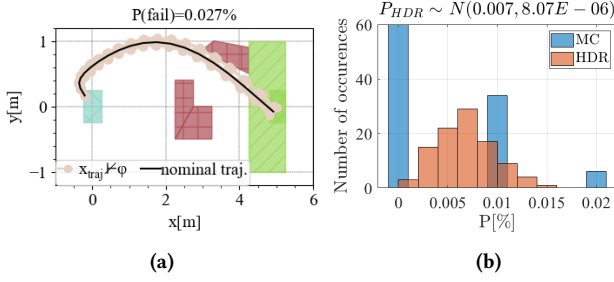 P(fail)=0.027%
1
0
−1
y[m]
x_traj ⊬ φ
nominal traj.
0
2
4
6
x[m]
(a)
P_HDR ∼ N(0.007, 8.07E − 06)
60
40
20
0
Number of occurences
MC
HDR
0
0.005
0.01
0.015
0.02
P[%]
(b)